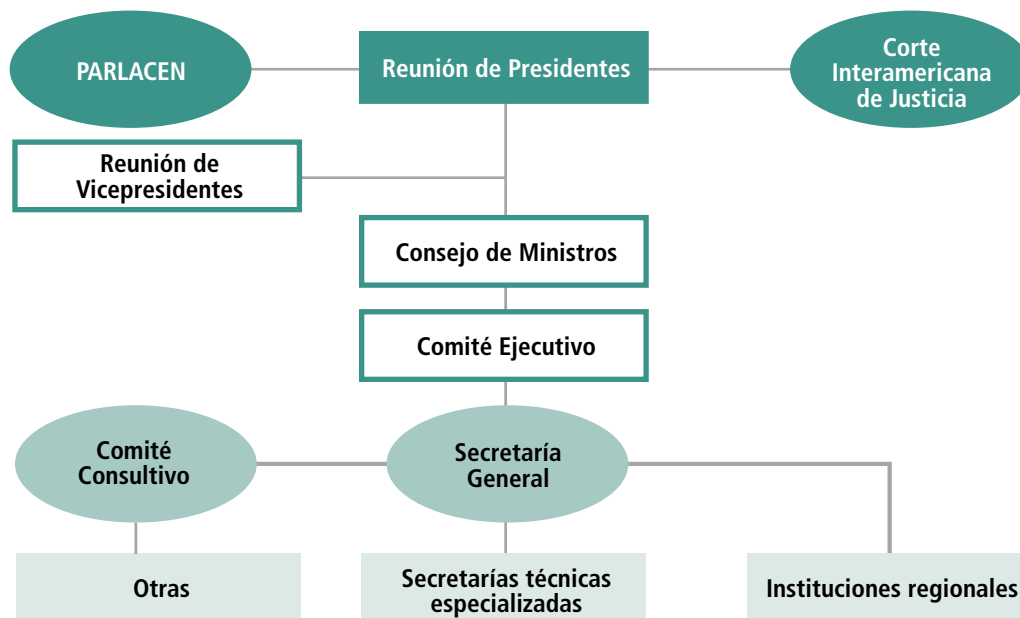 PARLACEN
Reunión de Presidentes
Corte
Interamericana
de Justicia
Reunión de
Vicepresidentes
Consejo de Ministros
Comité Ejecutivo
Comité
Consultivo
Secretaría
General
Otras
Secretarías técnicas
especializadas
Instituciones regionales